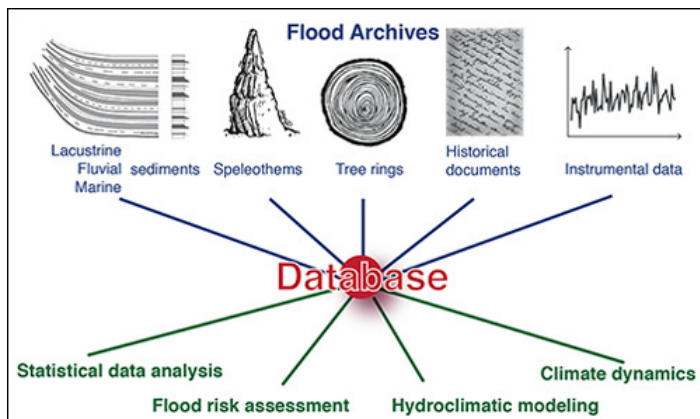 Flood Archives
Lacustrine
Fluvial sediments
Marine
Speleothems
Tree rings
Historical
documents
Instrumental data
Database
Statistical data analysis
Flood risk assessment
Hydroclimatic modeling
Climate dynamics